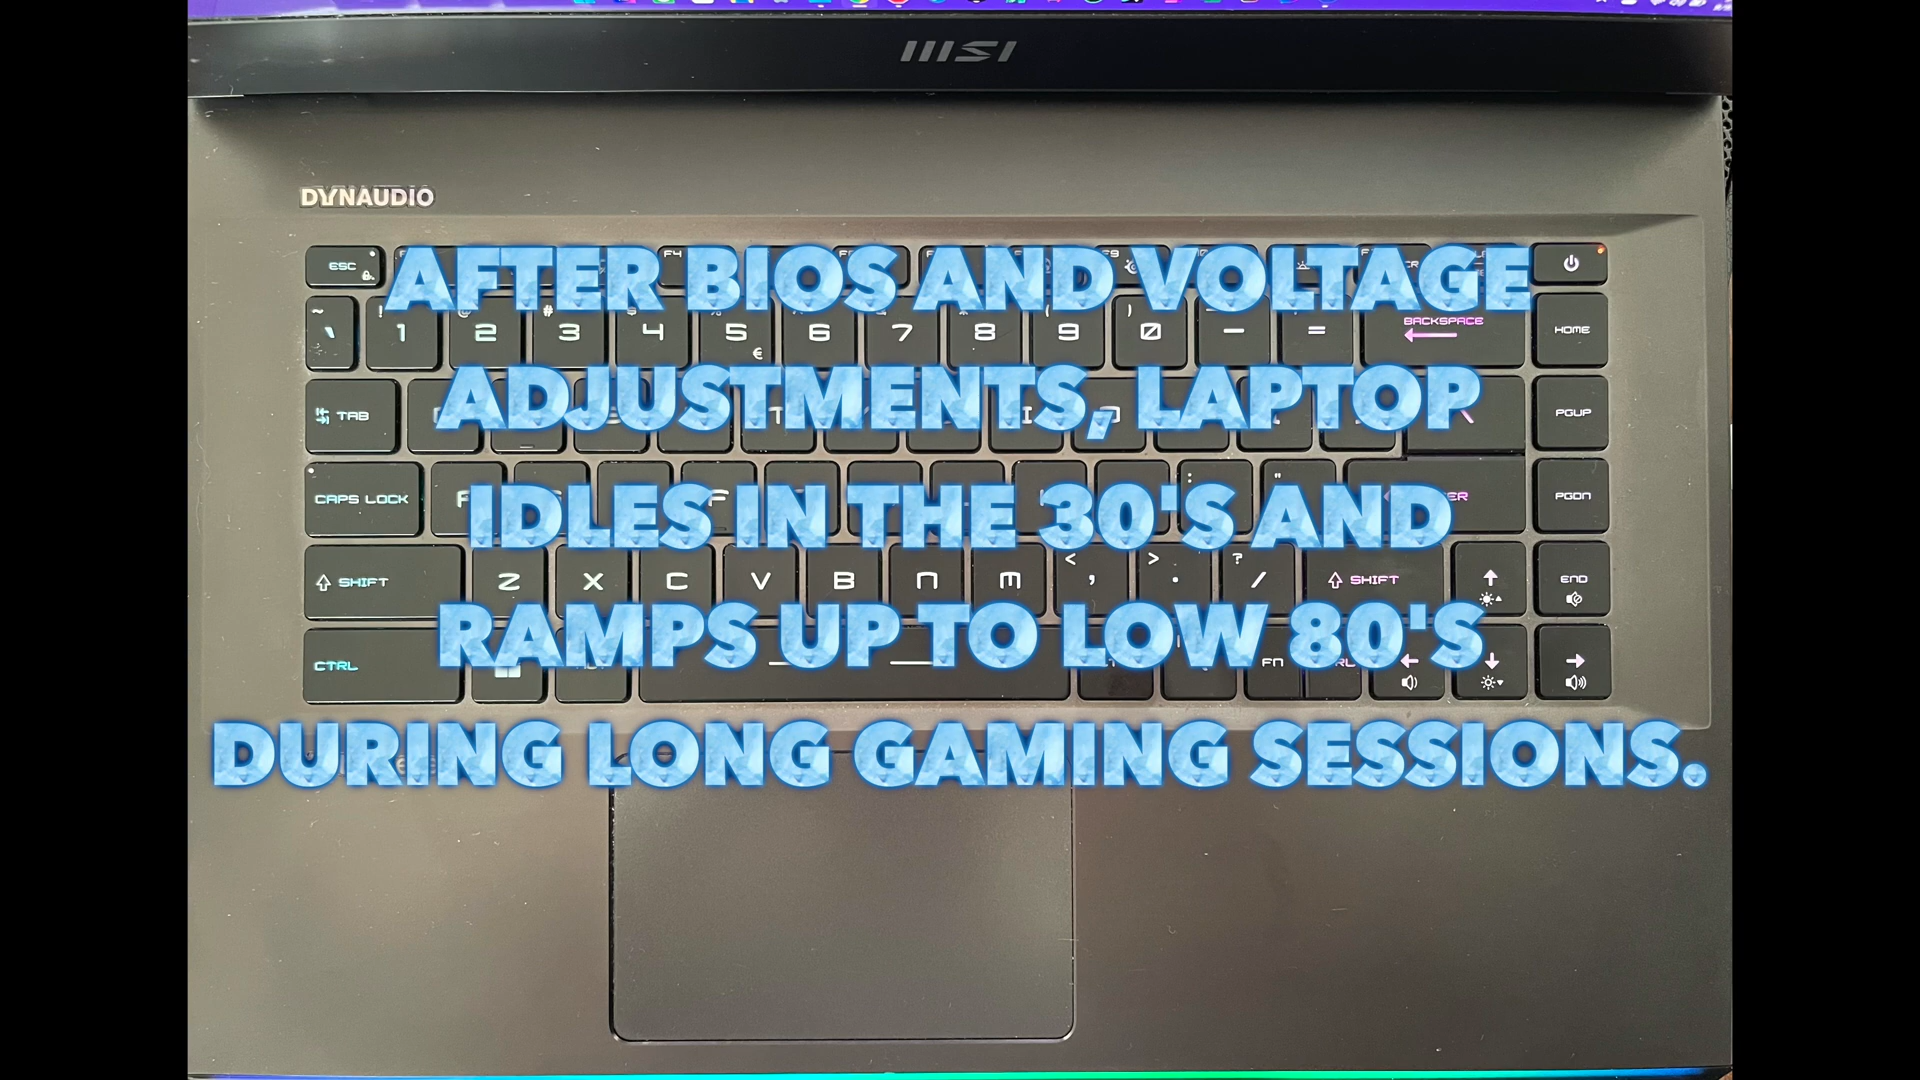 msi
DYNAUDIO
AFTER BIOS AND VOLTAGE
ADJUSTMENTS, LAPTOP
IDLES IN THE 30'S AND
RAMPS UP TO LOW 80'S
DURING LONG GAMING SESSIONS.
ESC
~ ` ! 1 2 # 3 4 5 € 6 7 8 ( 9 ) 0 - = BACKSPACE HOME
TAB PGUP
CAPS LOCK PGDN
SHIFT Z X C V B N M < , > . ? / SHIFT END
CTRL FN